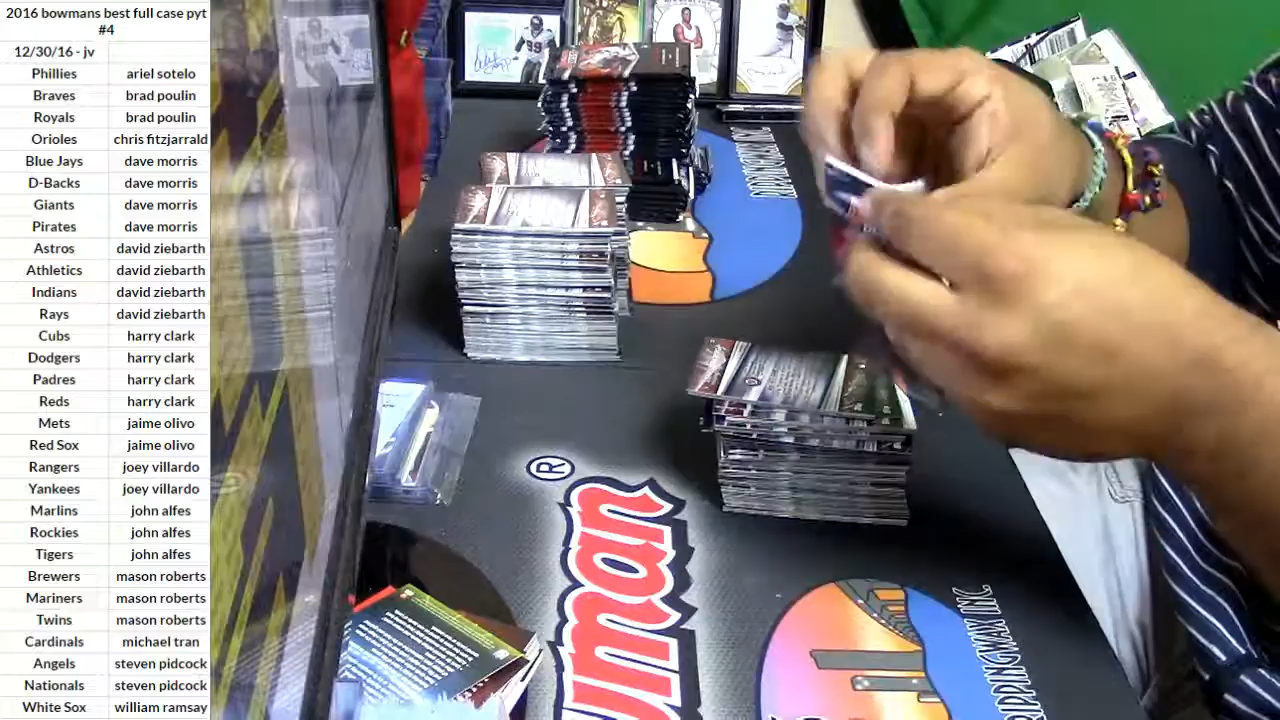 2016 bowmans best full case pyt
#4
12/30/16 - jv
Phillies ariel sotelo
Braves brad poulin
Royals brad poulin
Orioles chris fitzjarrald
Blue Jays dave morris
D-Backs dave morris
Giants dave morris
Pirates dave morris
Astros david ziebarth
Athletics david ziebarth
Indians david ziebarth
Rays david ziebarth
Cubs harry clark
Dodgers harry clark
Padres harry clark
Reds harry clark
Mets jaime olivo
Red Sox jaime olivo
Rangers joey villardo
Yankees joey villardo
Marlins john alfes
Rockies john alfes
Tigers john alfes
Brewers mason roberts
Mariners mason roberts
Twins mason roberts
Cardinals michael tran
Angels steven pidcock
Nationals steven pidcock
White Sox william ramsay
99
RIPPINGWAX INC
®
wman
RIPPINGWAX INC